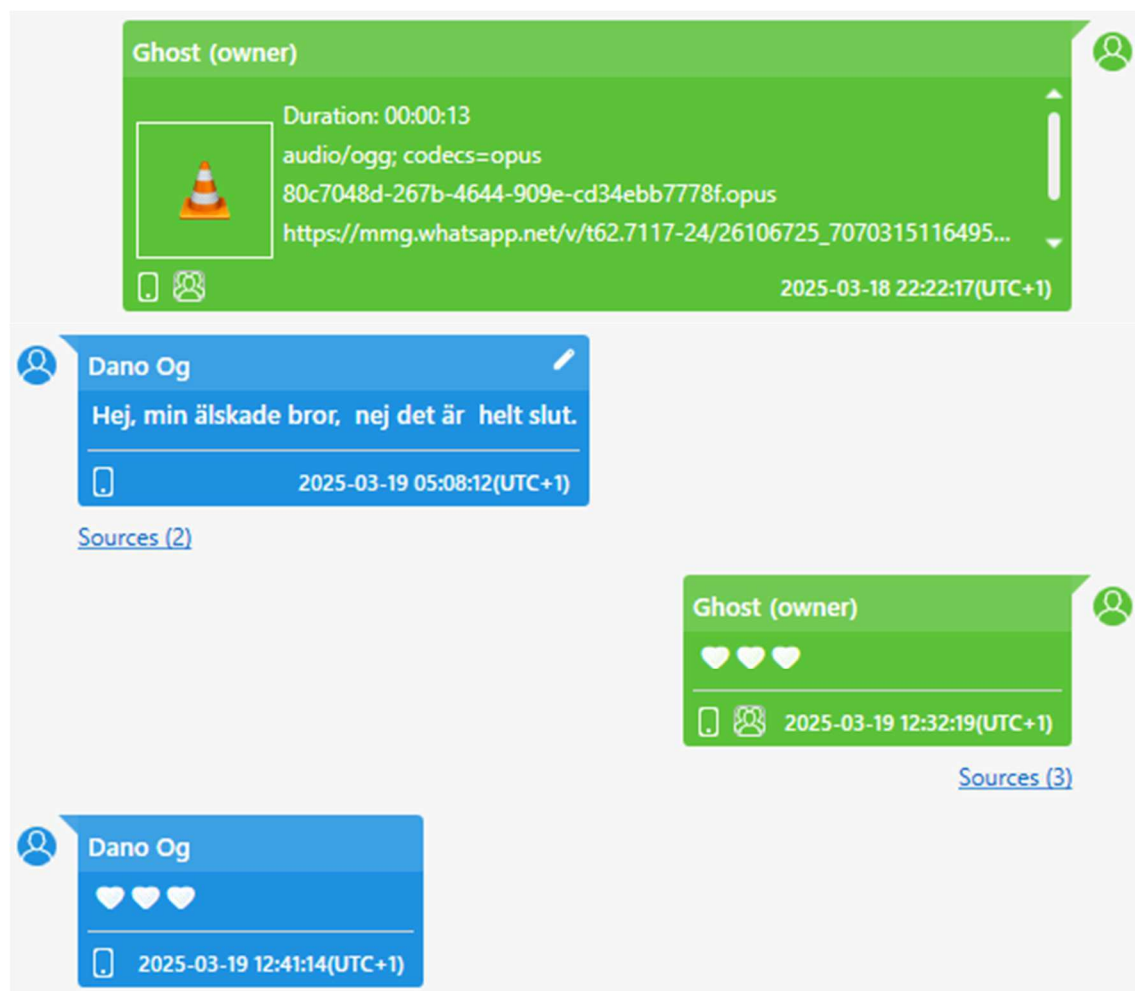 Ghost (owner)
Duration: 00:00:13
audio/ogg; codecs=opus
80c7048d-267b-4644-909e-cd34ebb7778f.opus
https://mmg.whatsapp.net/v/t62.7117-24/26106725_7070315116495...
2025-03-18 22:22:17(UTC+1)
Dano Og
Hej, min älskade bror,  nej det är  helt slut.
2025-03-19 05:08:12(UTC+1)
Sources (2)
Ghost (owner)
🤍🤍🤍
2025-03-19 12:32:19(UTC+1)
Sources (3)
Dano Og
🤍🤍🤍
2025-03-19 12:41:14(UTC+1)